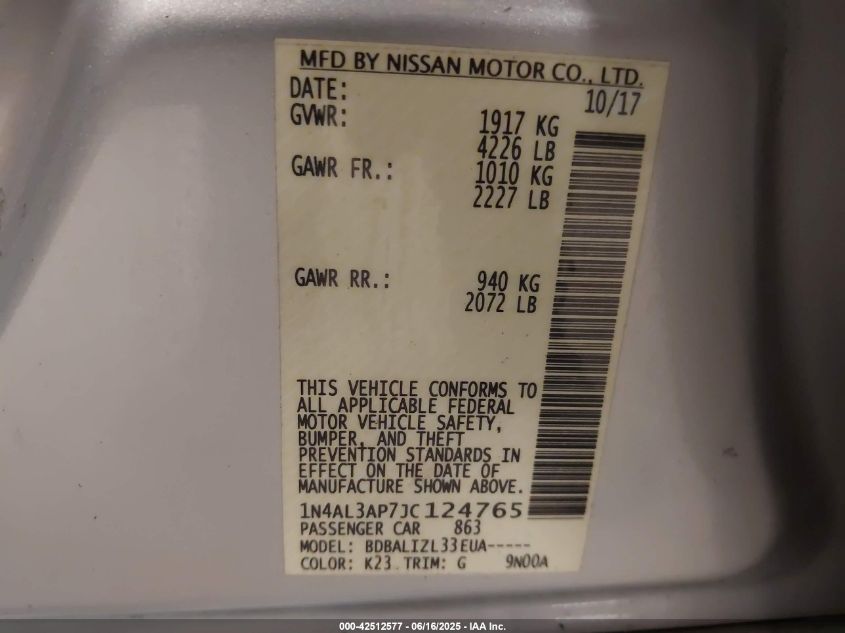 MFD BY NISSAN MOTOR CO., LTD.
DATE: 10/17
GVWR: 1917 KG
4226 LB
GAWR FR.: 1010 KG
2227 LB
GAWR RR.: 940 KG
2072 LB
THIS VEHICLE CONFORMS TO
ALL APPLICABLE FEDERAL
MOTOR VEHICLE SAFETY,
BUMPER, AND THEFT
PREVENTION STANDARDS IN
EFFECT ON THE DATE OF
MANUFACTURE SHOWN ABOVE.
1N4AL3AP7JC124765
PASSENGER CAR 863
MODEL: BDBALIZL33EUA-----
COLOR: K23 TRIM: G 9N00A
000-42512577 - 06/16/2025 - IAA Inc.